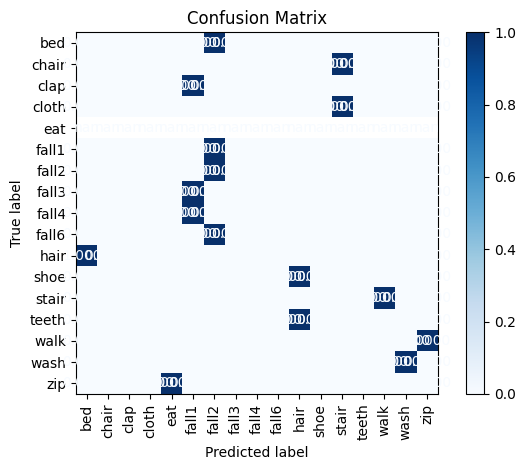 Confusion Matrix
bed
chair
clap
cloth
eat
fall1
fall2
fall3
fall4
fall6
hair
shoe
stair
teeth
walk
wash
zip
True label
bed
chair
clap
cloth
eat
fall1
fall2
fall3
fall4
fall6
hair
shoe
stair
teeth
walk
wash
zip
Predicted label
1.0
0.8
0.6
0.4
0.2
0.0